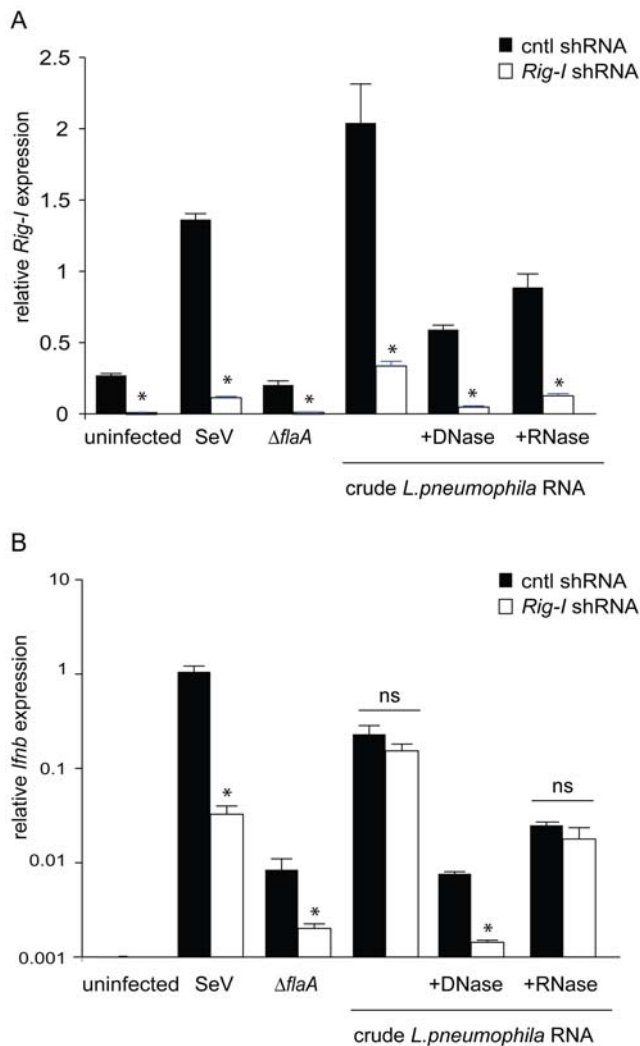 A
cntl shRNA
Rig-I shRNA
relative Rig-I expression
2.5
2
1.5
1
0.5
0
*
*
*
*
*
*
uninfected SeV ΔflaA +DNase +RNase
crude L.pneumophila RNA
B
cntl shRNA
Rig-I shRNA
relative Ifnb expression
10
1
0.1
0.01
0.001
ns
*
*
*
ns
uninfected SeV ΔflaA +DNase +RNase
crude L.pneumophila RNA